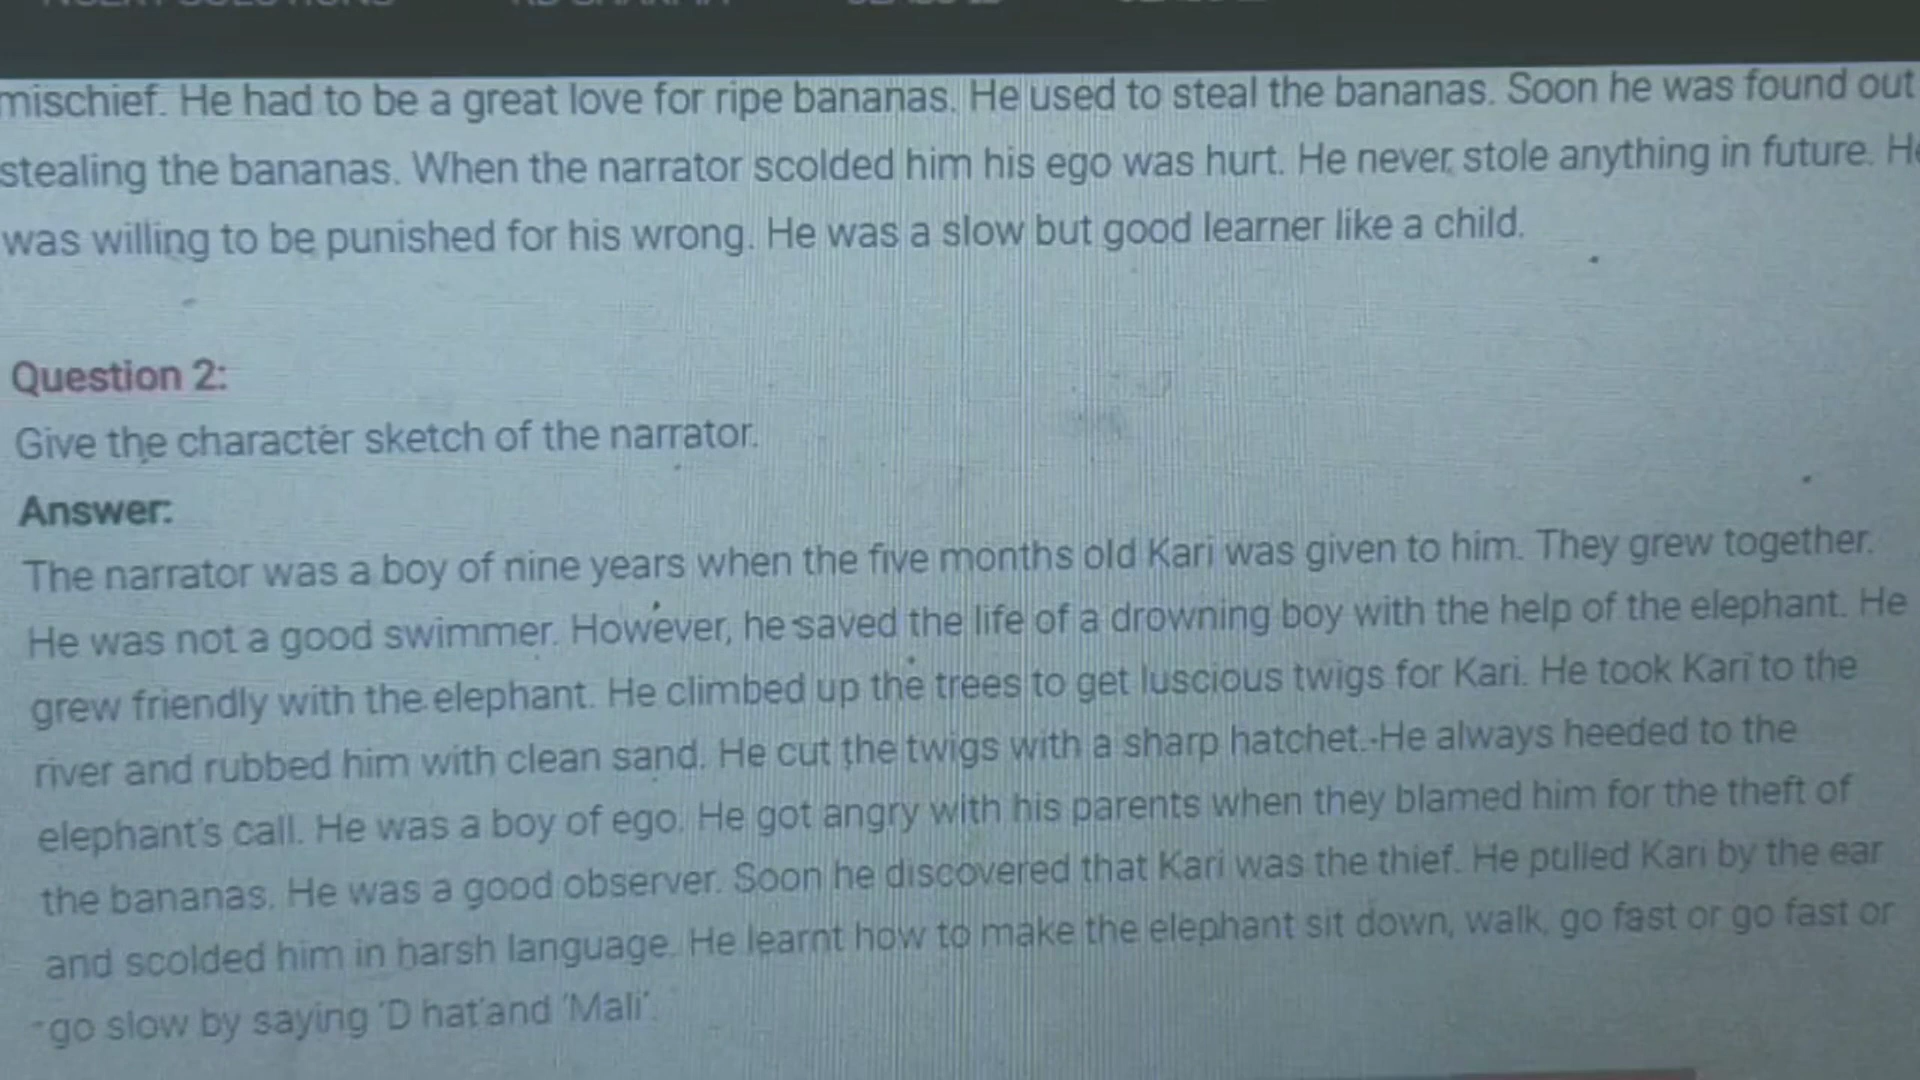 mischief. He had to be a great love for ripe bananas. He used to steal the bananas. Soon he was found out
stealing the bananas. When the narrator scolded him his ego was hurt. He never stole anything in future. He
was willing to be punished for his wrong. He was a slow but good learner like a child.
Question 2:
Give the character sketch of the narrator.
Answer:
The narrator was a boy of nine years when the five months old Kari was given to him. They grew together.
He was not a good swimmer. However, he saved the life of a drowning boy with the help of the elephant. He
grew friendly with the elephant. He climbed up the trees to get luscious twigs for Kari. He took Kari to the
river and rubbed him with clean sand. He cut the twigs with a sharp hatchet.-He always heeded to the
elephant's call. He was a boy of ego. He got angry with his parents when they blamed him for the theft of
the bananas. He was a good observer. Soon he discovered that Kari was the thief. He pulled Kari by the ear
and scolded him in harsh language. He learnt how to make the elephant sit down, walk, go fast or go fast or
-go slow by saying 'D hat'and 'Mali'.